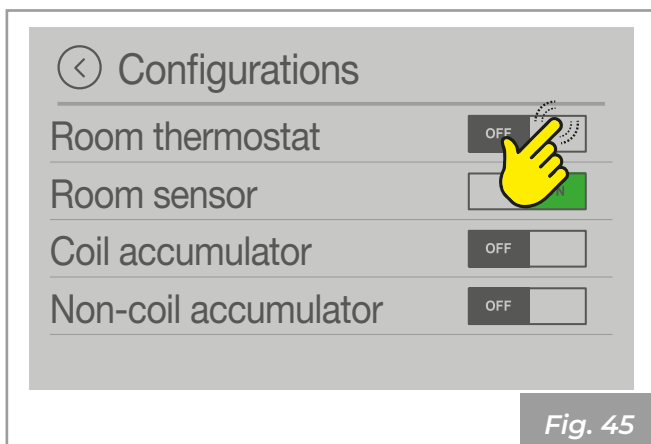 Configurations
Room thermostat OFF
Room sensor
Coil accumulator OFF
Non-coil accumulator OFF
Fig. 45